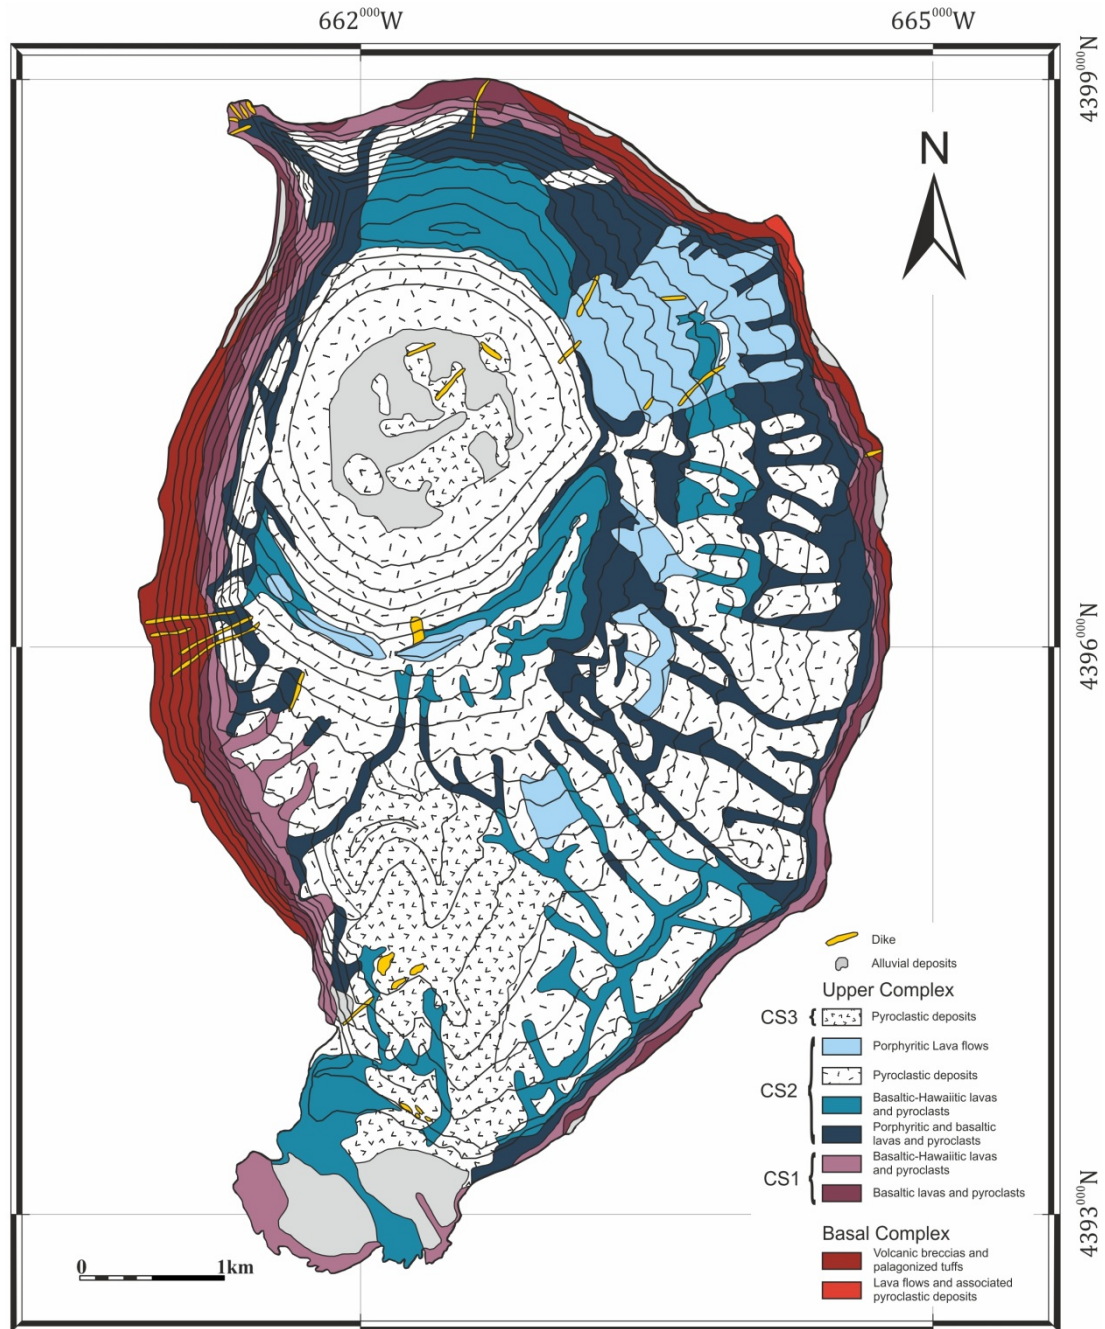 662⁰⁰⁰W 665⁰⁰⁰W
4399⁰⁰⁰N
N
4396⁰⁰⁰N
Dike
Alluvial deposits
Upper Complex
CS3 { Pyroclastic deposits
Porphyritic Lava flows
CS2 { Pyroclastic deposits
Basaltic-Hawaiitic lavas
and pyroclasts
Porphyritic and basaltic
lavas and pyroclasts
CS1 { Basaltic-Hawaiitic lavas
and pyroclasts
Basaltic lavas and pyroclasts
4393⁰⁰⁰N
Basal Complex
Volcanic breccias and
palagonized tuffs
Lava flows and associated
pyroclastic deposits
0 1km